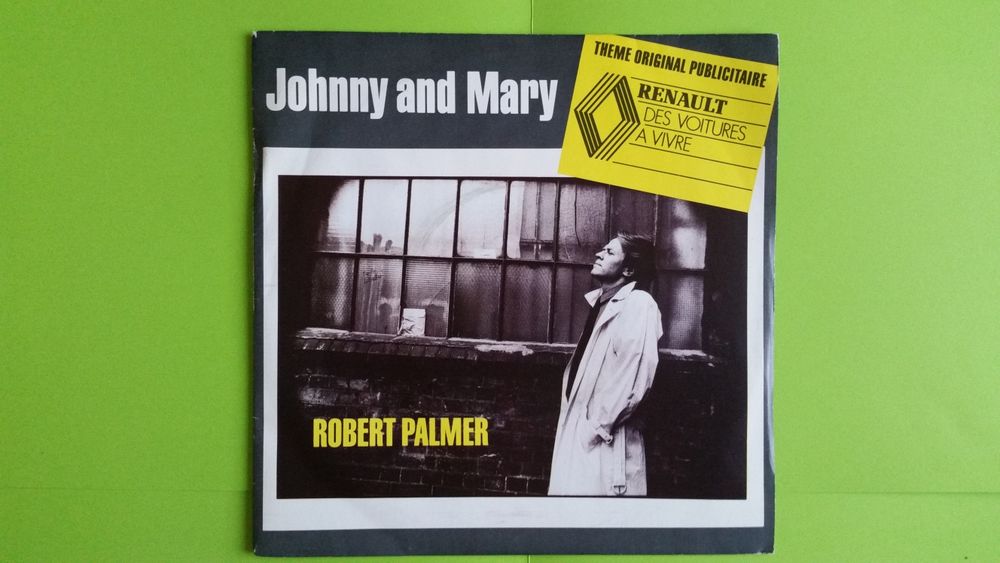 Johnny and Mary
THEME ORIGINAL PUBLICITAIRE
RENAULT
DES VOITURES
A VIVRE
ROBERT PALMER